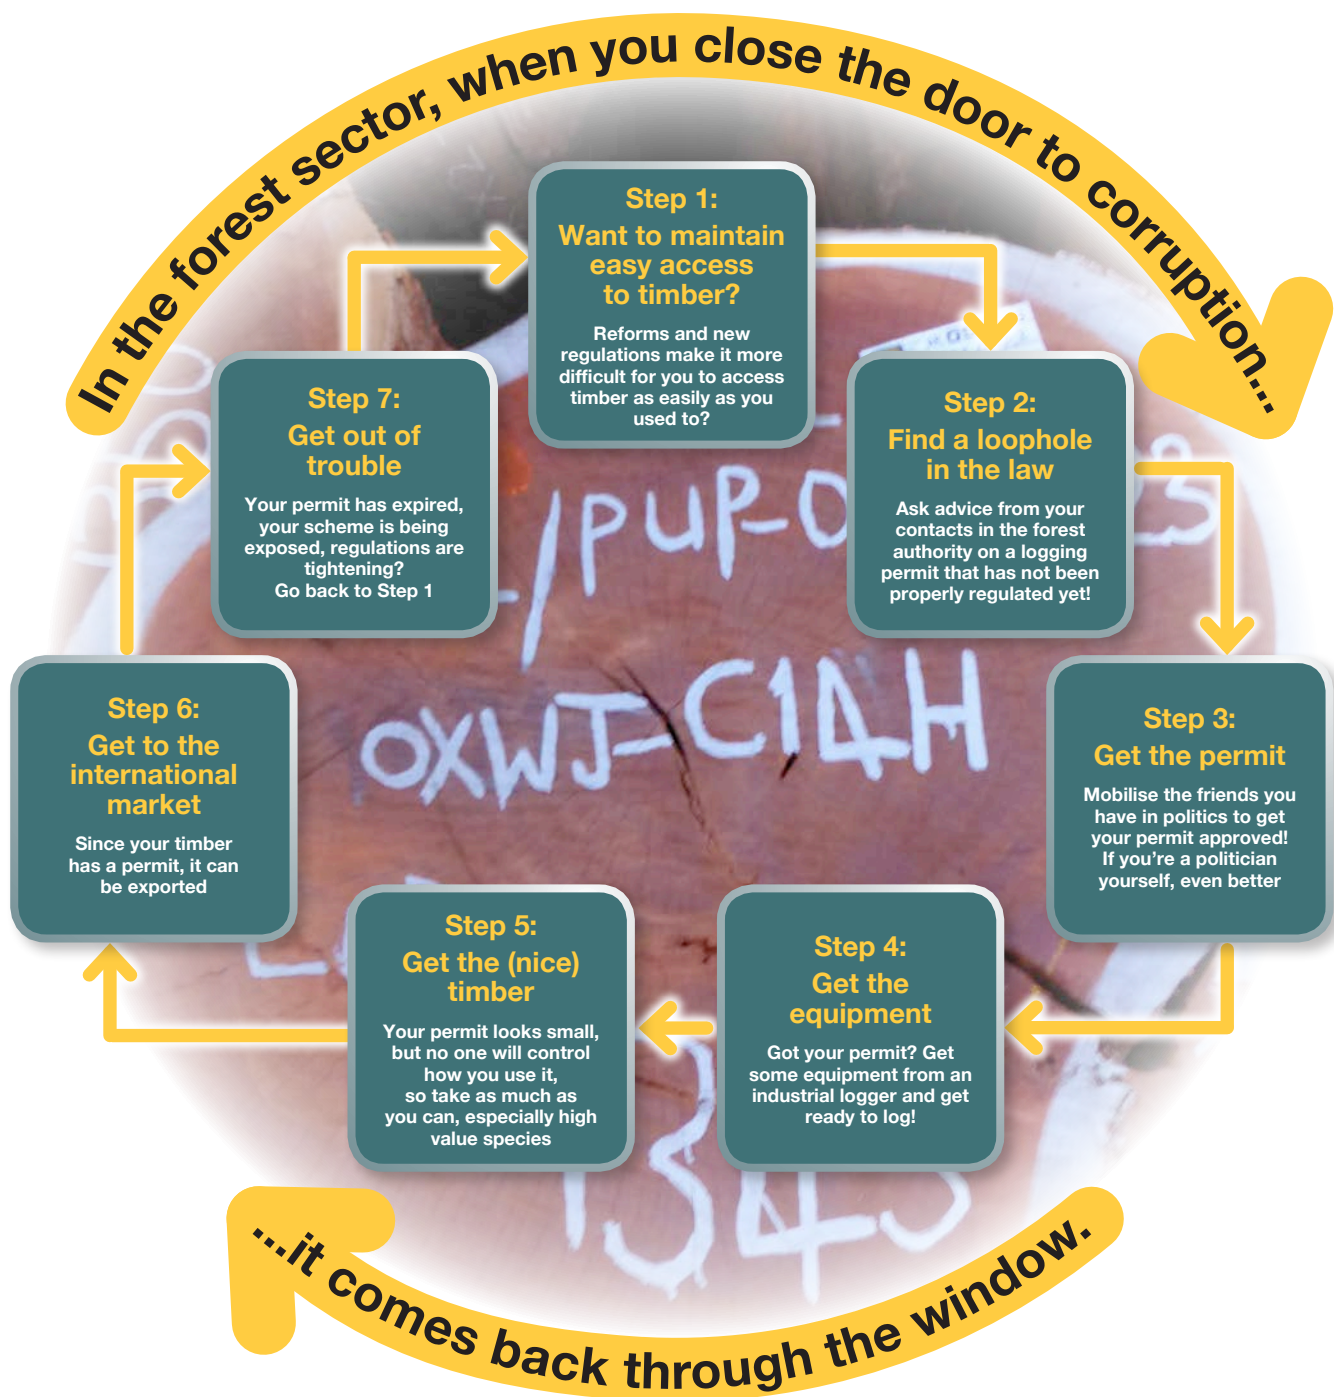 In the forest sector, when you close the door to corruption...
Step 1:
Want to maintain
easy access
to timber?
Reforms and new
regulations make it more
difficult for you to access
timber as easily as you
used to?
Step 2:
Find a loophole
in the law
Ask advice from your
contacts in the forest
authority on a logging
permit that has not been
properly regulated yet!
Step 3:
Get the permit
Mobilise the friends you
have in politics to get
your permit approved!
If you're a politician
yourself, even better
Step 4:
Get the
equipment
Got your permit? Get
some equipment from an
industrial logger and get
ready to log!
Step 5:
Get the (nice)
timber
Your permit looks small,
but no one will control
how you use it,
so take as much as
you can, especially high
value species
Step 6:
Get to the
international
market
Since your timber
has a permit, it can
be exported
Step 7:
Get out of
trouble
Your permit has expired,
your scheme is being
exposed, regulations are
tightening?
Go back to Step 1
...it comes back through the window.
/PUP-
OXWJ-C14H